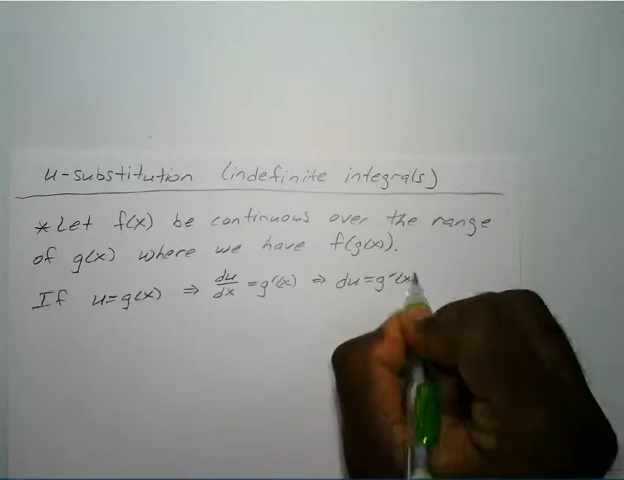 u-substitution (indefinite integrals)
*Let f(x) be continuous over the range
of g(x) where we have f(g(x)).
If u=g(x) ⇒ du/dx = g'(x) ⇒ du=g'(x